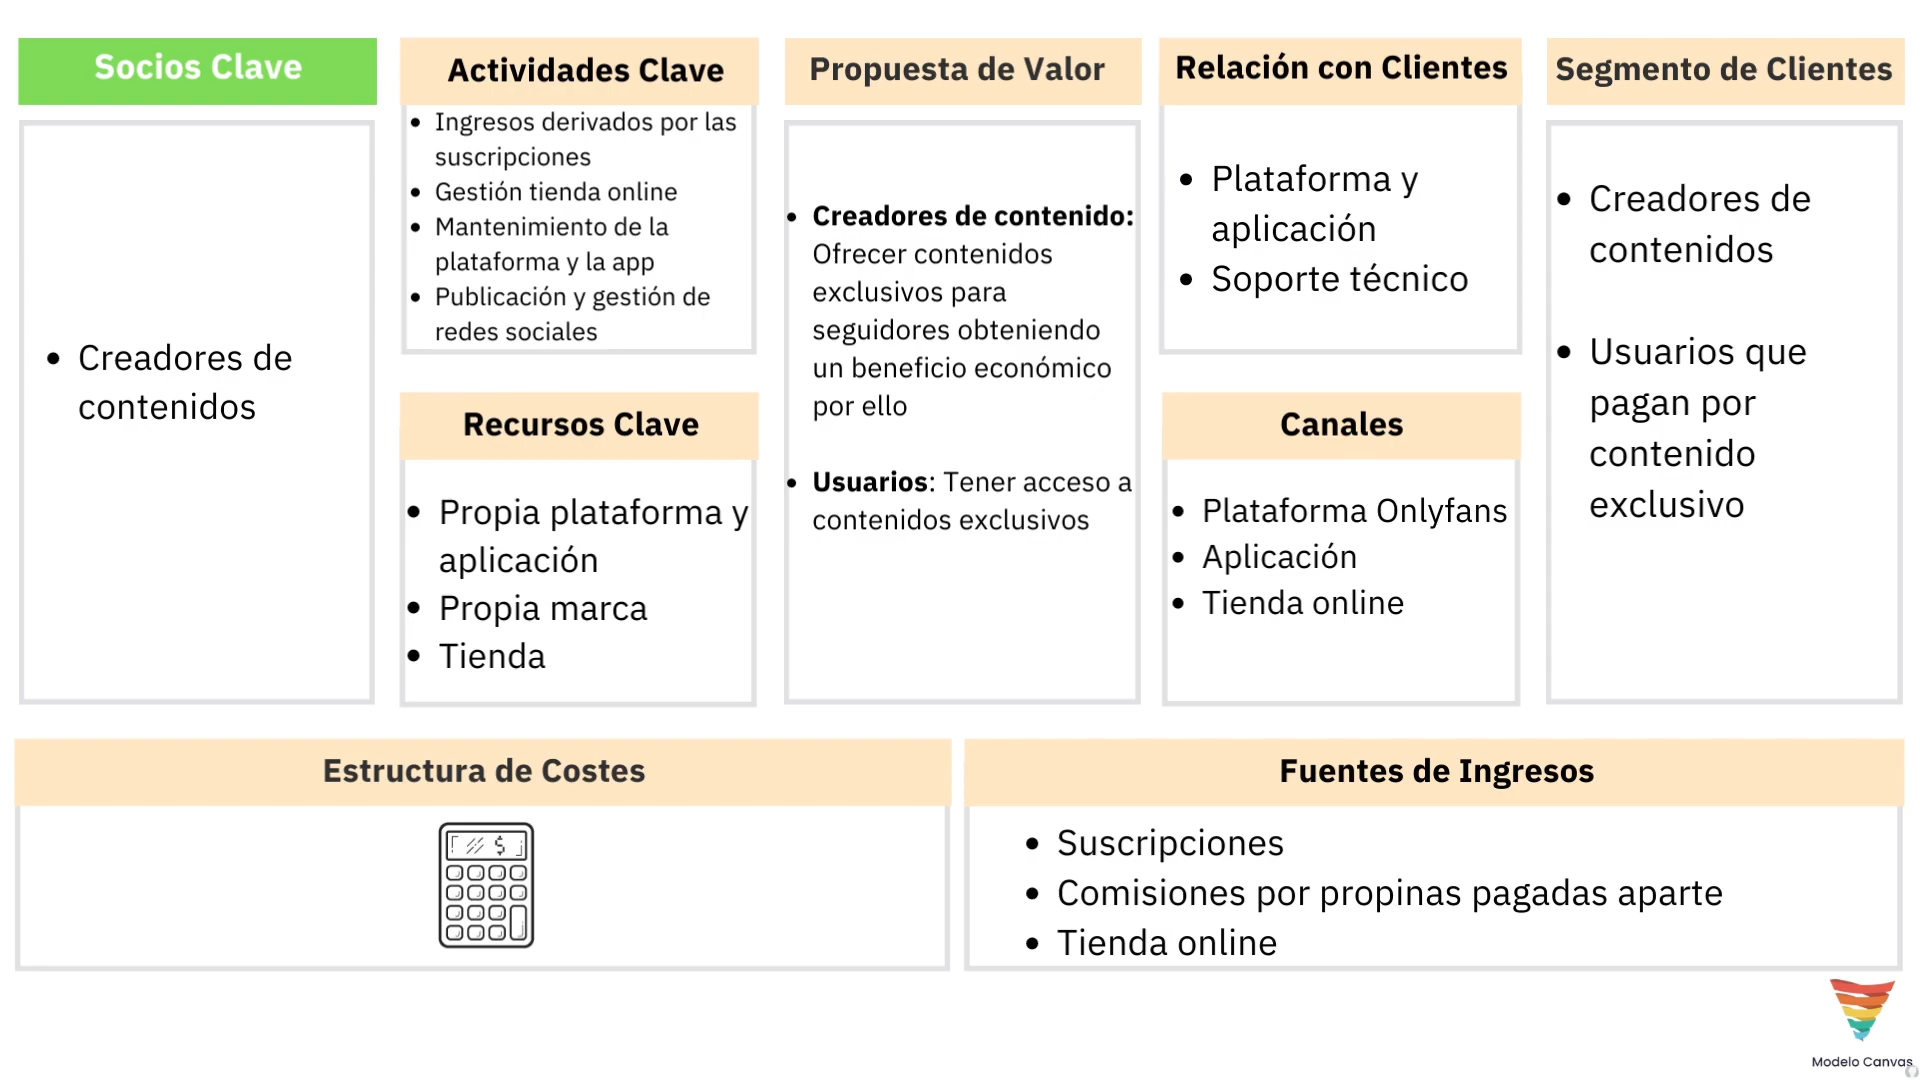 Socios Clave
Creadores de
contenidos
Actividades Clave
Ingresos derivados por las
suscripciones
Gestión tienda online
Mantenimiento de la
plataforma y la app
Publicación y gestión de
redes sociales
Recursos Clave
Propia plataforma y
aplicación
Propia marca
Tienda
Propuesta de Valor
Creadores de contenido:
Ofrecer contenidos
exclusivos para
seguidores obteniendo
un beneficio económico
por ello
Usuarios: Tener acceso a
contenidos exclusivos
Relación con Clientes
Plataforma y
aplicación
Soporte técnico
Canales
Plataforma Onlyfans
Aplicación
Tienda online
Segmento de Clientes
Creadores de
contenidos
Usuarios que
pagan por
contenido
exclusivo
Estructura de Costes
$
Fuentes de Ingresos
Suscripciones
Comisiones por propinas pagadas aparte
Tienda online
Modelo Canvas